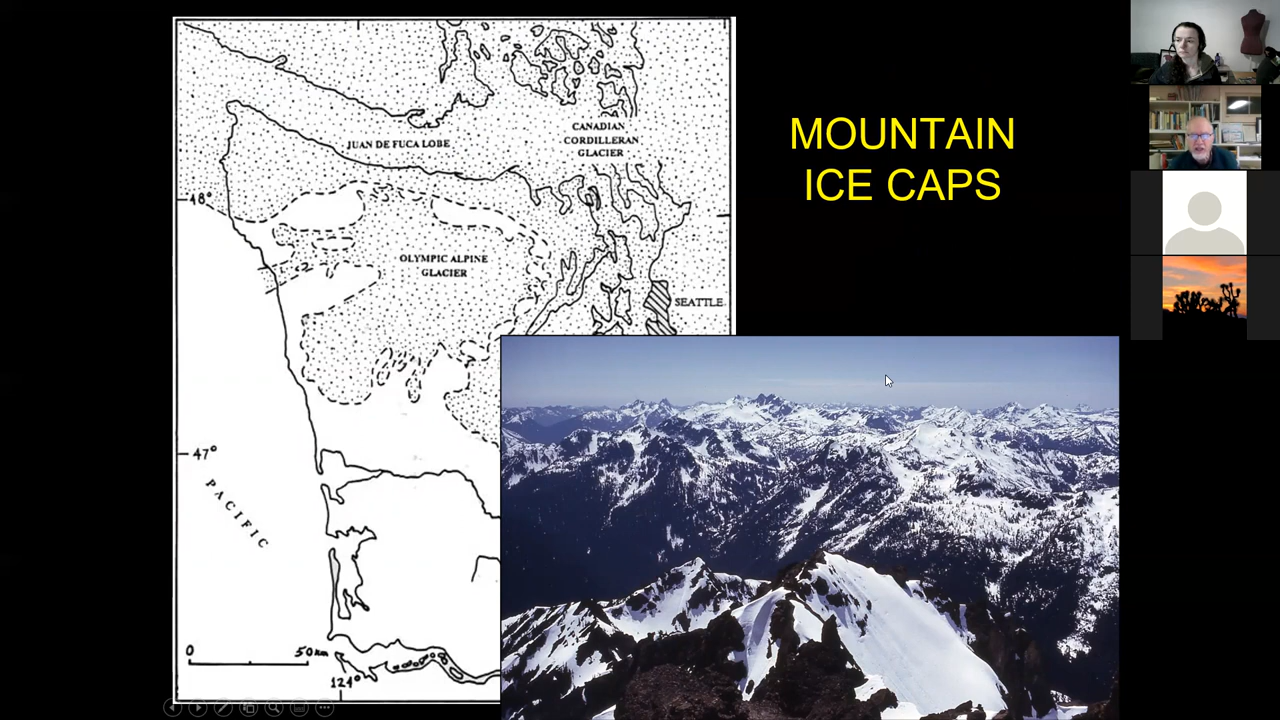 MOUNTAIN
ICE CAPS
JUAN DE FUCA LOBE
CANADIAN
CORDILLERAN
GLACIER
48°
OLYMPIC ALPINE
GLACIER
SEATTLE
47°
PACIFIC
0
50 km
124°